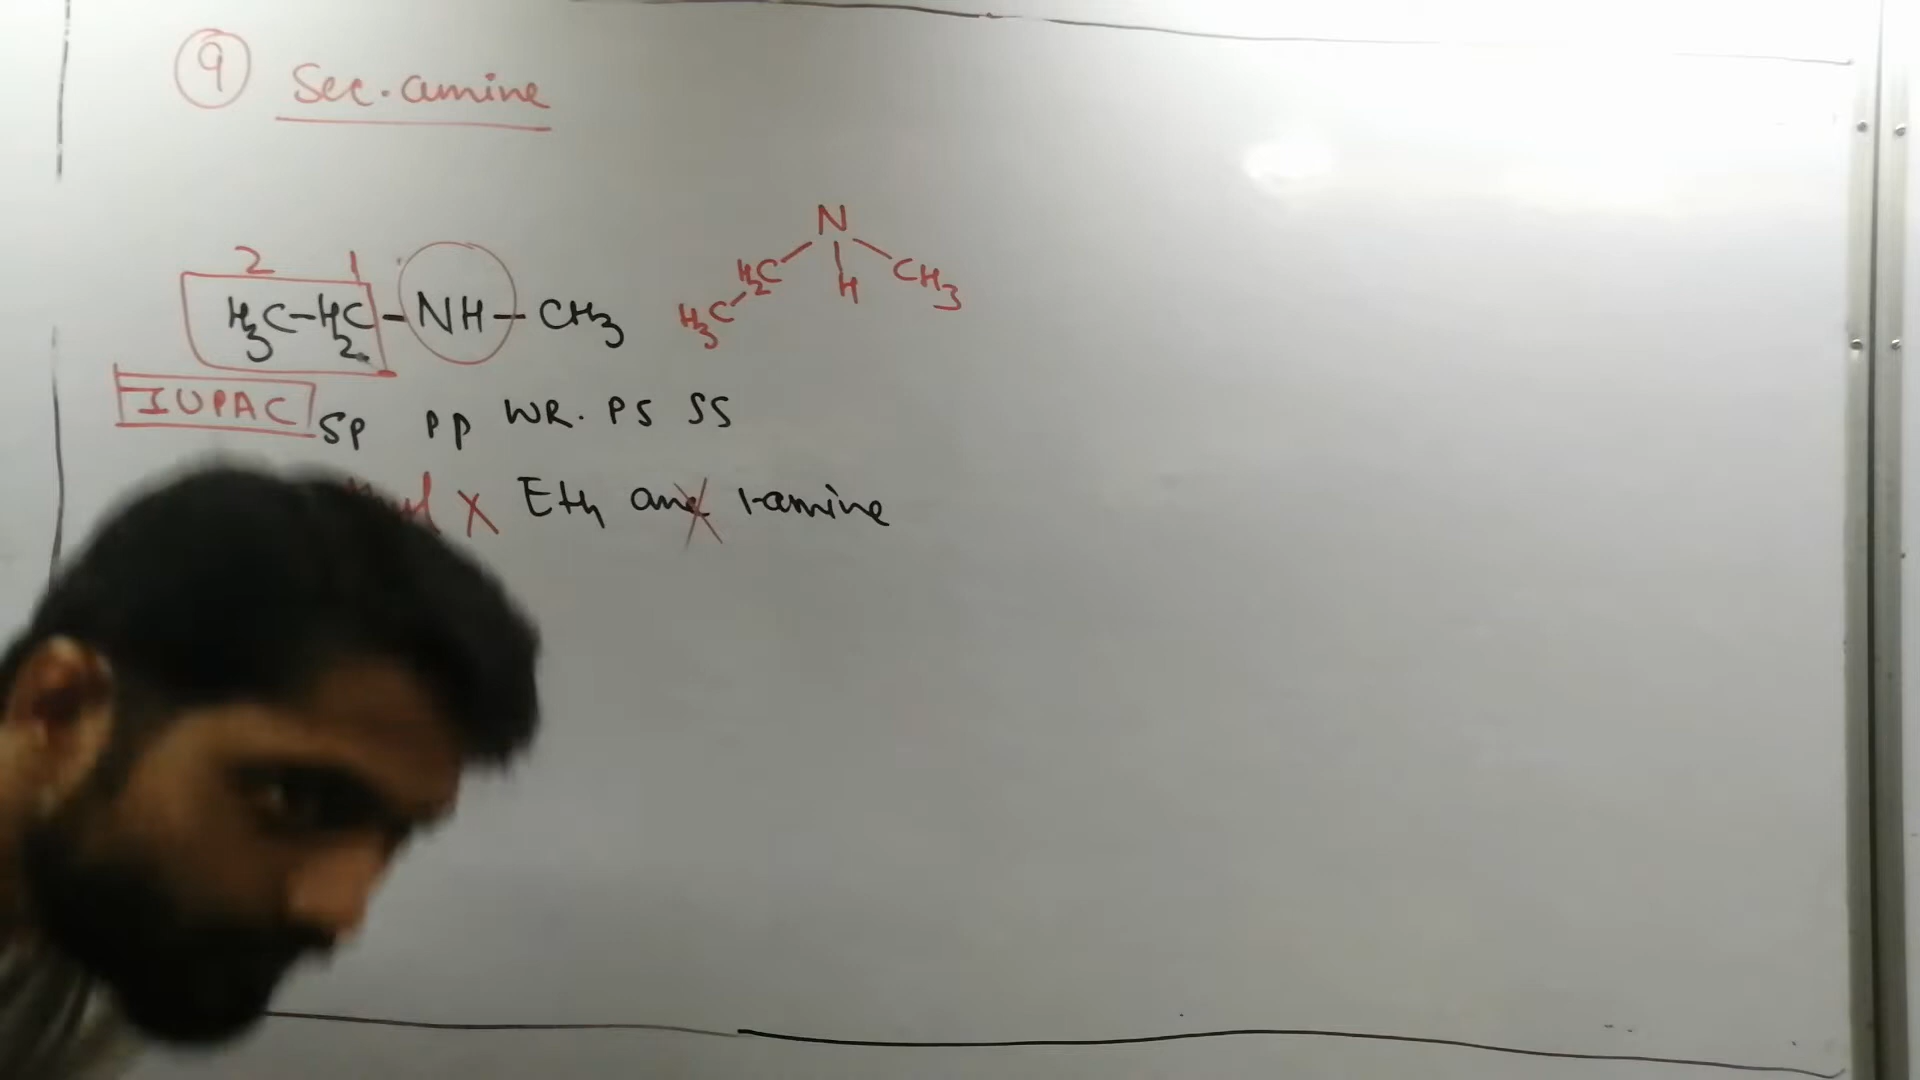 9 Sec. amine
N
2 1
H3C-H2C-NH-CH3
H2C H CH3
H3C
IUPAC SP PP WR. PS SS
X Eth ane 1-amine